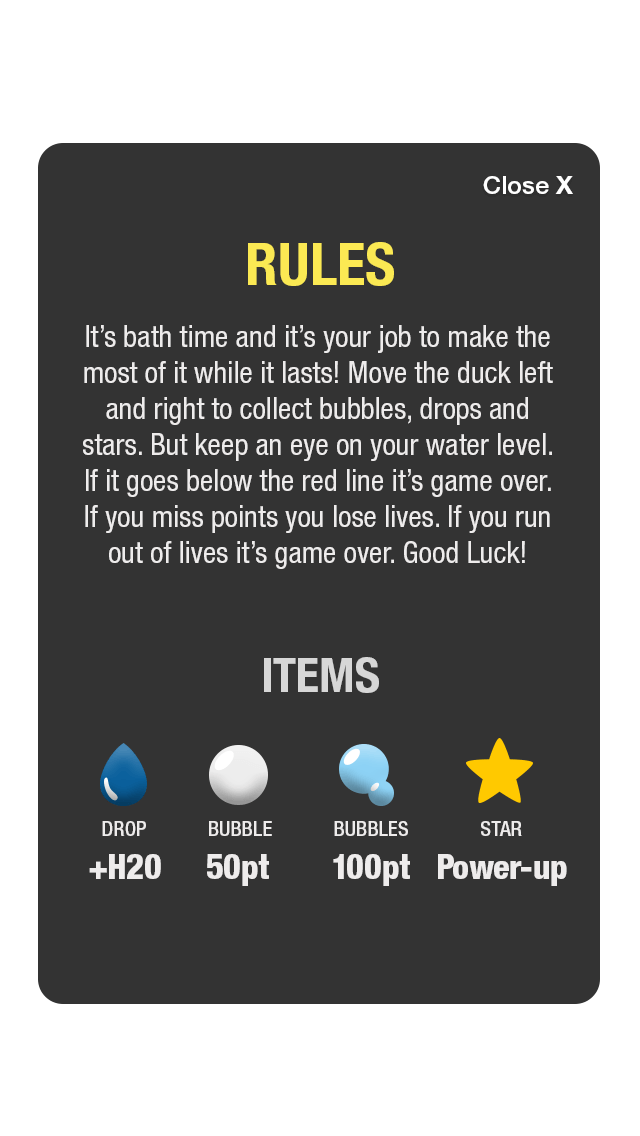 Close X
RULES
It’s bath time and it’s your job to make the
most of it while it lasts! Move the duck left
and right to collect bubbles, drops and
stars. But keep an eye on your water level.
If it goes below the red line it’s game over.
If you miss points you lose lives. If you run
out of lives it’s game over. Good Luck!
ITEMS
DROP BUBBLE BUBBLES STAR
+H20 50pt 100pt Power-up